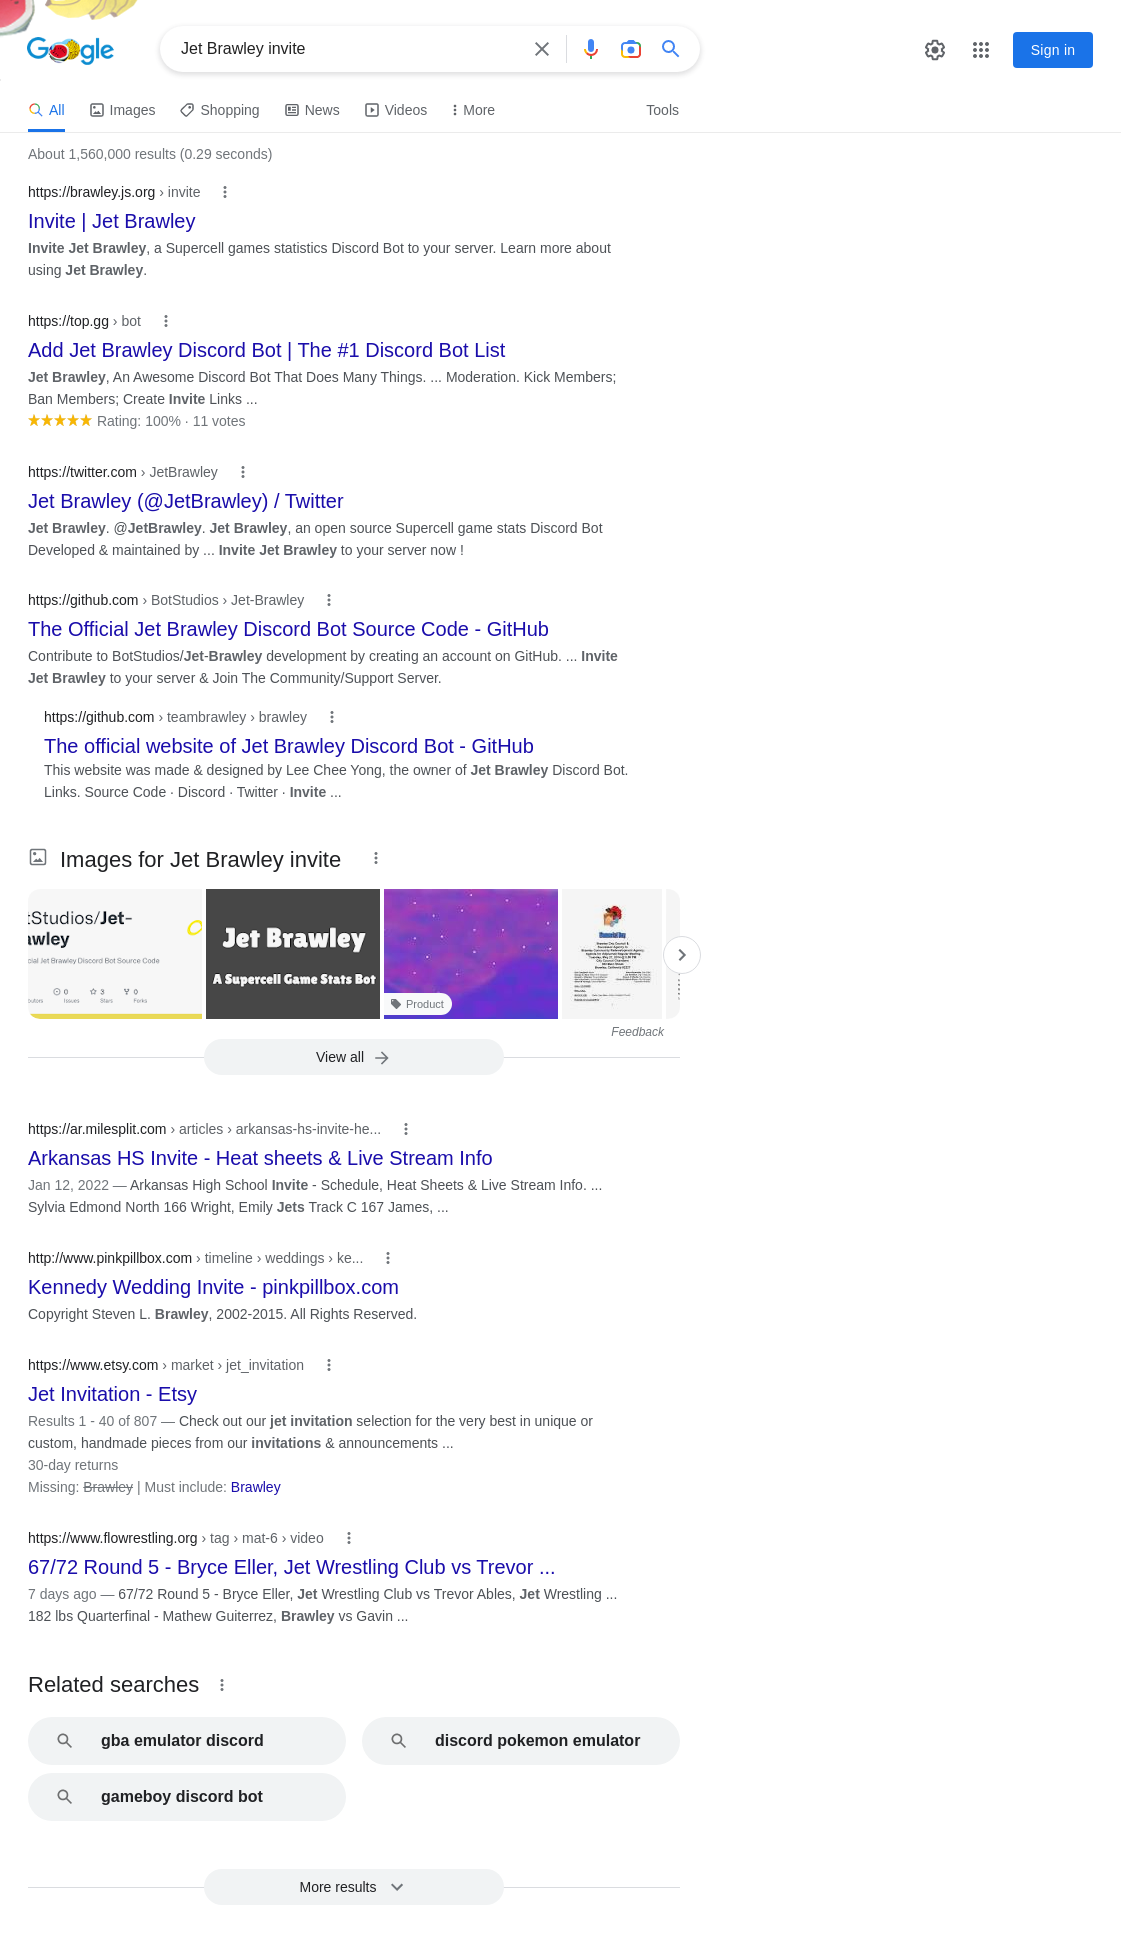 Google
Jet Brawley invite
Sign in
All
Images
Shopping
News
Videos
More
Tools
About 1,560,000 results (0.29 seconds)
https://brawley.js.org › invite
Invite | Jet Brawley
Invite Jet Brawley, a Supercell games statistics Discord Bot to your server. Learn more about
using Jet Brawley.
https://top.gg › bot
Add Jet Brawley Discord Bot | The #1 Discord Bot List
Jet Brawley, An Awesome Discord Bot That Does Many Things. ... Moderation. Kick Members;
Ban Members; Create Invite Links ...
Rating: 100% · 11 votes
https://twitter.com › JetBrawley
Jet Brawley (@JetBrawley) / Twitter
Jet Brawley. @JetBrawley. Jet Brawley, an open source Supercell game stats Discord Bot
Developed & maintained by ... Invite Jet Brawley to your server now !
https://github.com › BotStudios › Jet-Brawley
The Official Jet Brawley Discord Bot Source Code - GitHub
Contribute to BotStudios/Jet-Brawley development by creating an account on GitHub. ... Invite
Jet Brawley to your server & Join The Community/Support Server.
https://github.com › teambrawley › brawley
The official website of Jet Brawley Discord Bot - GitHub
This website was made & designed by Lee Chee Yong, the owner of Jet Brawley Discord Bot.
Links. Source Code · Discord · Twitter · Invite ...
Images for Jet Brawley invite
tStudios/Jet-
awley
cial Jet Brawley Discord Bot Source Code
0 3 0
butors Issues Stars Forks
Jet Brawley
A Supercell Game Stats Bot
Product
Memorial Day
Feedback
View all
https://ar.milesplit.com › articles › arkansas-hs-invite-he...
Arkansas HS Invite - Heat sheets & Live Stream Info
Jan 12, 2022 — Arkansas High School Invite - Schedule, Heat Sheets & Live Stream Info. ...
Sylvia Edmond North 166 Wright, Emily Jets Track C 167 James, ...
http://www.pinkpillbox.com › timeline › weddings › ke...
Kennedy Wedding Invite - pinkpillbox.com
Copyright Steven L. Brawley, 2002-2015. All Rights Reserved.
https://www.etsy.com › market › jet_invitation
Jet Invitation - Etsy
Results 1 - 40 of 807 — Check out our jet invitation selection for the very best in unique or
custom, handmade pieces from our invitations & announcements ...
30-day returns
Missing: Brawley | Must include: Brawley
https://www.flowrestling.org › tag › mat-6 › video
67/72 Round 5 - Bryce Eller, Jet Wrestling Club vs Trevor ...
7 days ago — 67/72 Round 5 - Bryce Eller, Jet Wrestling Club vs Trevor Ables, Jet Wrestling ...
182 lbs Quarterfinal - Mathew Guiterrez, Brawley vs Gavin ...
Related searches
gba emulator discord
discord pokemon emulator
gameboy discord bot
More results